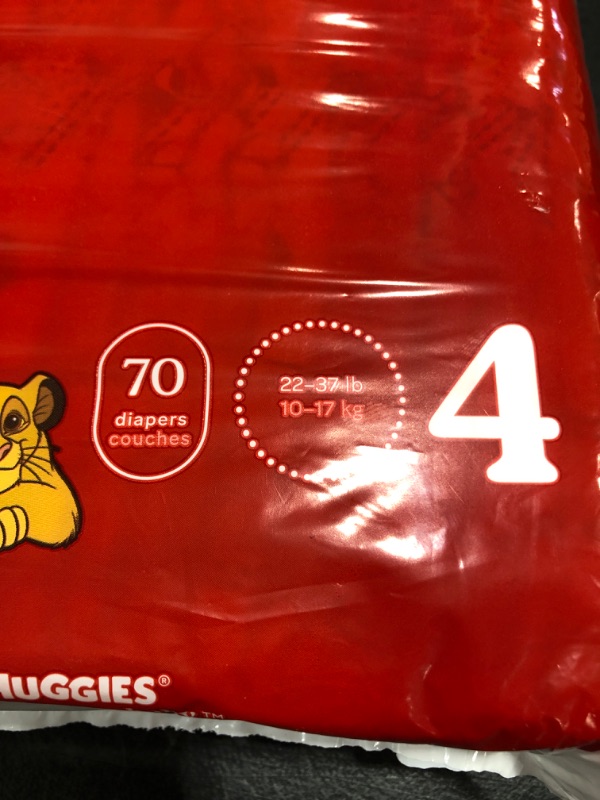 70
diapers
couches
22-37 lb
10-17 kg
4
HUGGIES®